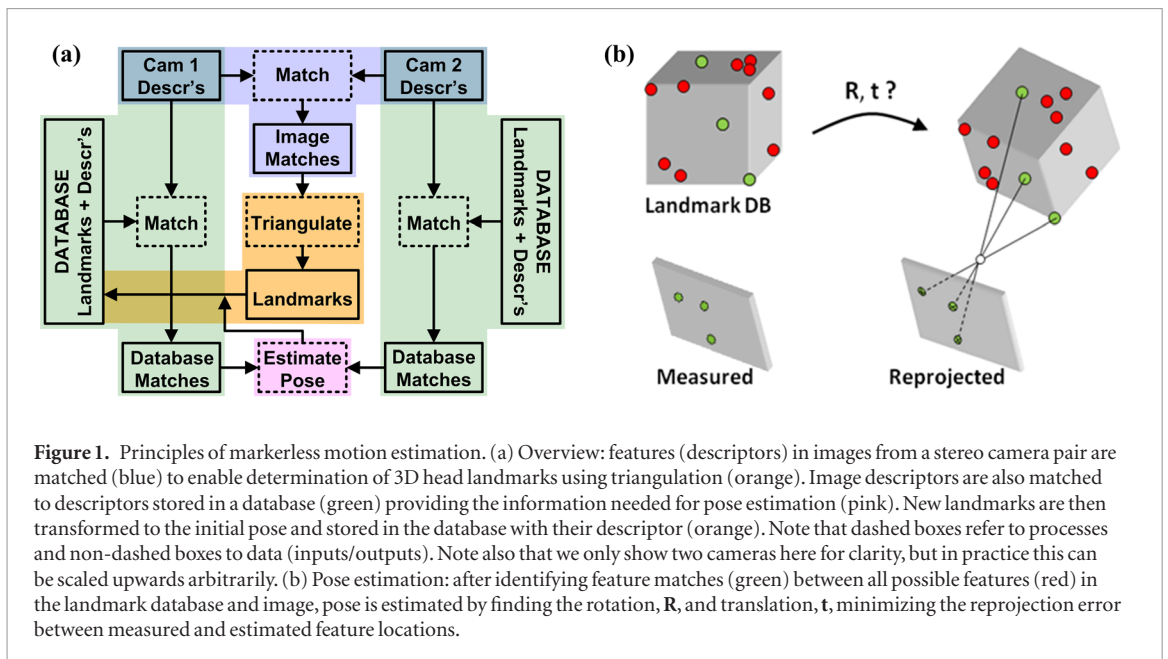 (a)
Cam 1
Descr's
Match
Cam 2
Descr's
Image
Matches
DATABASE
Landmarks + Descr's
Match
Triangulate
Match
DATABASE
Landmarks + Descr's
Landmarks
Database
Matches
Estimate
Pose
Database
Matches
(b)
R, t ?
Landmark DB
Measured
Reprojected
Figure 1. Principles of markerless motion estimation. (a) Overview: features (descriptors) in images from a stereo camera pair are
matched (blue) to enable determination of 3D head landmarks using triangulation (orange). Image descriptors are also matched
to descriptors stored in a database (green) providing the information needed for pose estimation (pink). New landmarks are then
transformed to the initial pose and stored in the database with their descriptor (orange). Note that dashed boxes refer to processes
and non-dashed boxes to data (inputs/outputs). Note also that we only show two cameras here for clarity, but in practice this can
be scaled upwards arbitrarily. (b) Pose estimation: after identifying feature matches (green) between all possible features (red) in
the landmark database and image, pose is estimated by finding the rotation, R, and translation, t, minimizing the reprojection error
between measured and estimated feature locations.